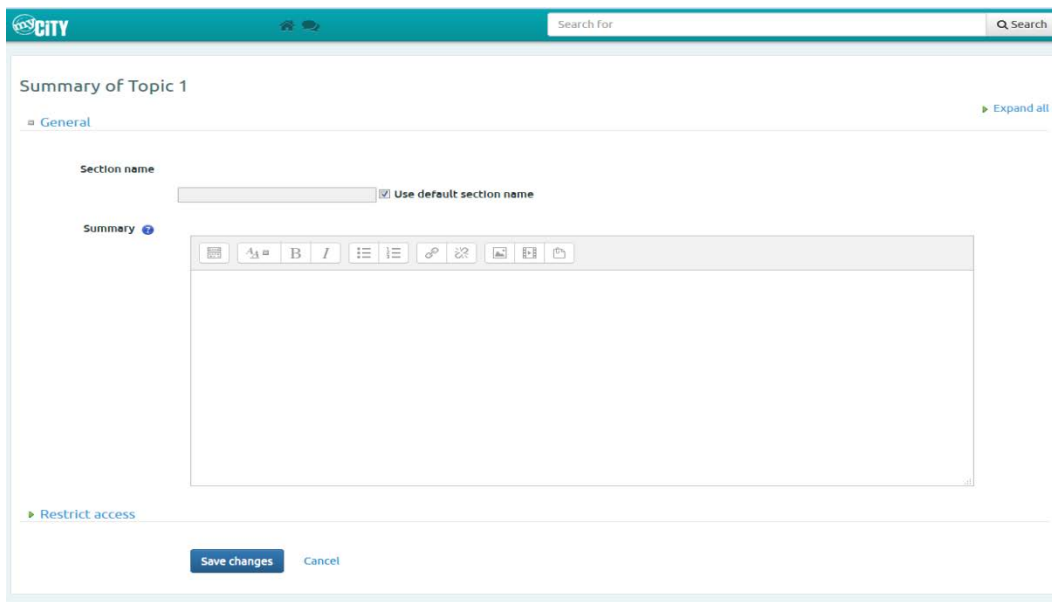 myCiTY
Search for
Search
Summary of Topic 1
Expand all
General
Section name
Use default section name
Summary
Restrict access
Save changes
Cancel